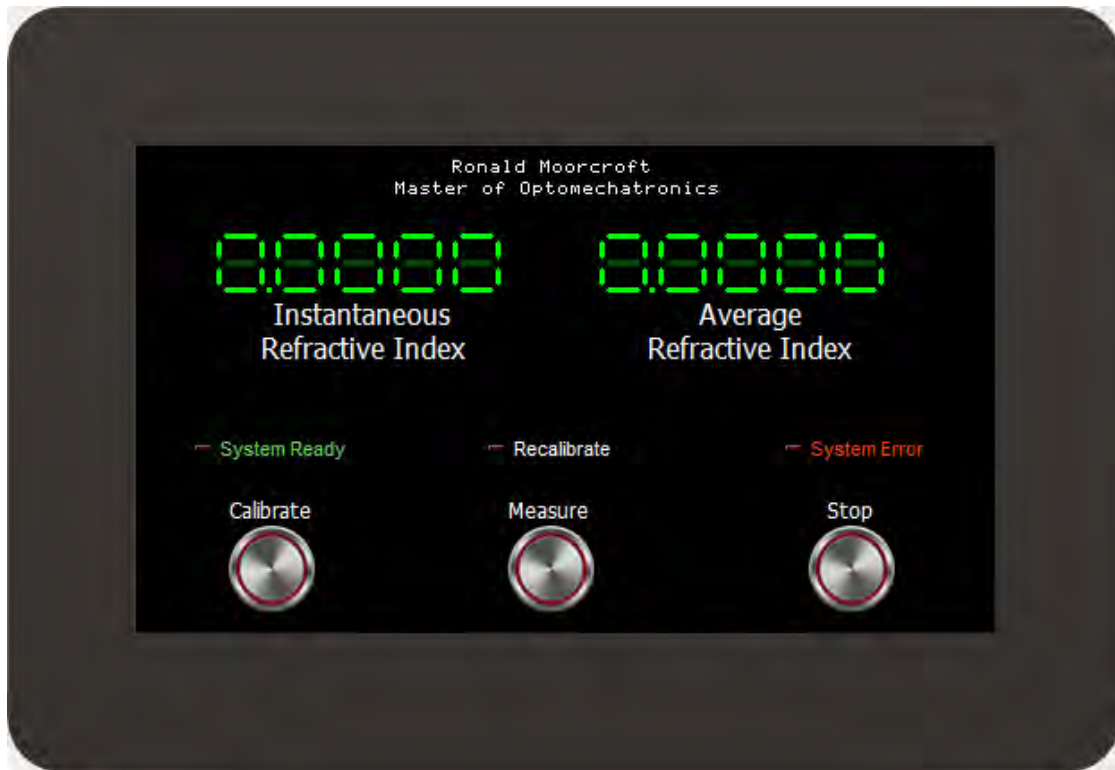 Ronald Moorcroft
Master of Optomechatronics
0.0000 0.0000
Instantaneous Average
Refractive Index Refractive Index
System Ready Recalibrate System Error
Calibrate Measure Stop